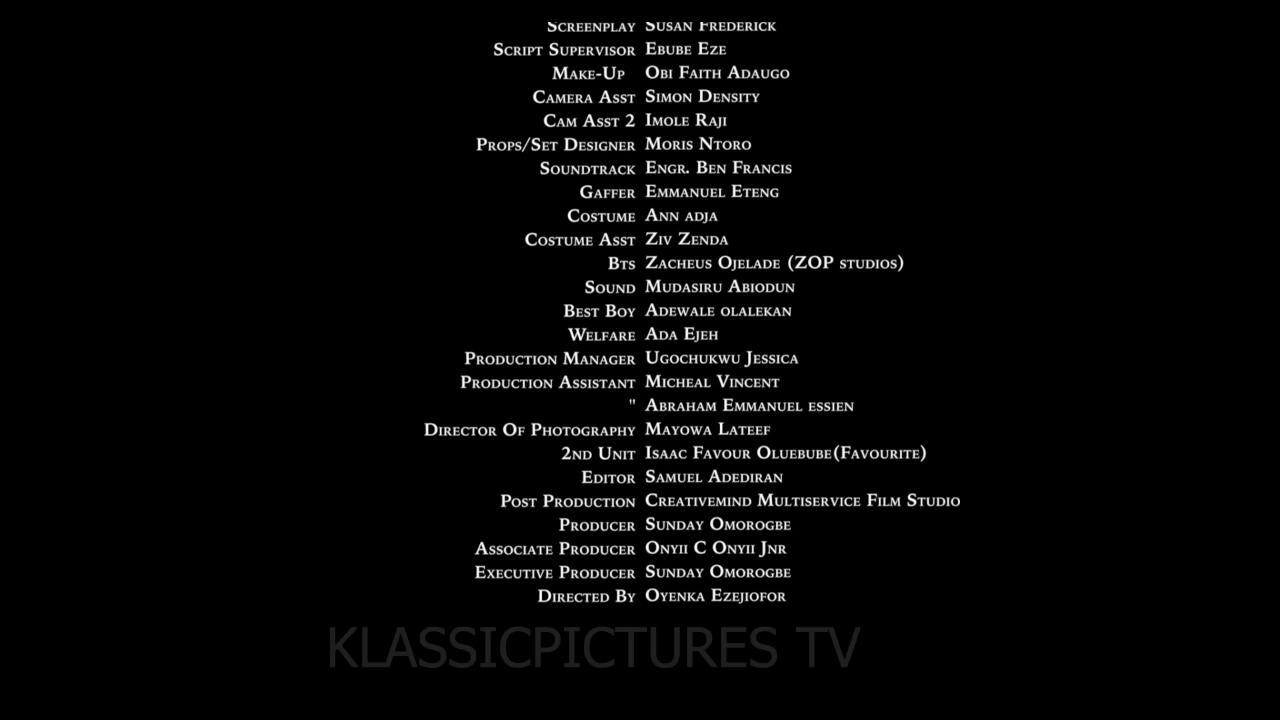 Screenplay Susan Frederick
Script Supervisor Ebube Eze
Make-Up Obi Faith Adaugo
Camera Asst Simon Density
Cam Asst 2 Imole Raji
Props/Set Designer Moris Ntoro
Soundtrack Engr. Ben Francis
Gaffer Emmanuel Eteng
Costume Ann adja
Costume Asst Ziv Zenda
Bts Zacheus Ojelade (ZOP studios)
Sound Mudasiru Abiodun
Best Boy Adewale olalekan
Welfare Ada Ejeh
Production Manager Ugochukwu Jessica
Production Assistant Micheal Vincent
" Abraham Emmanuel essien
Director Of Photography Mayowa Lateef
2nd Unit Isaac Favour Oluebube(Favourite)
Editor Samuel Adediran
Post Production Creativemind Multiservice Film Studio
Producer Sunday Omorogbe
Associate Producer Onyii C Onyii Jnr
Executive Producer Sunday Omorogbe
Directed By Oyenka Ezejiofor
KLASSICPICTURES TV